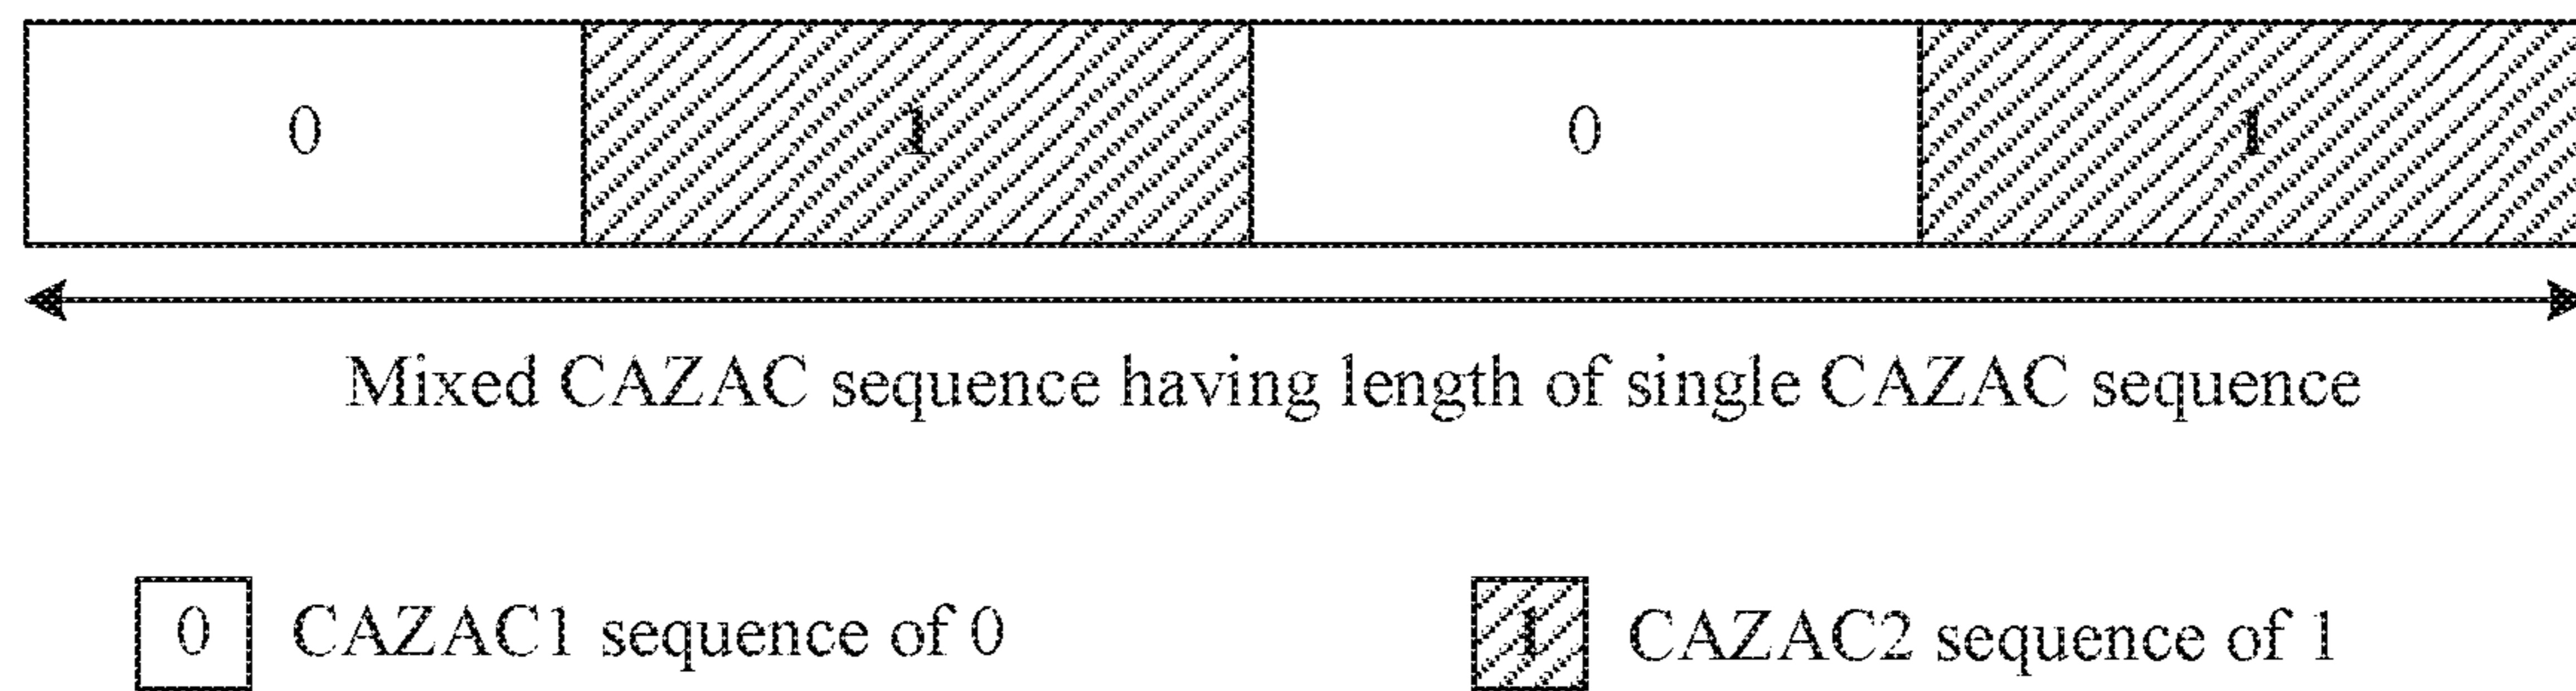 0 1 0 1
Mixed CAZAC sequence having length of single CAZAC sequence
0 CAZAC1 sequence of 0
1 CAZAC2 sequence of 1